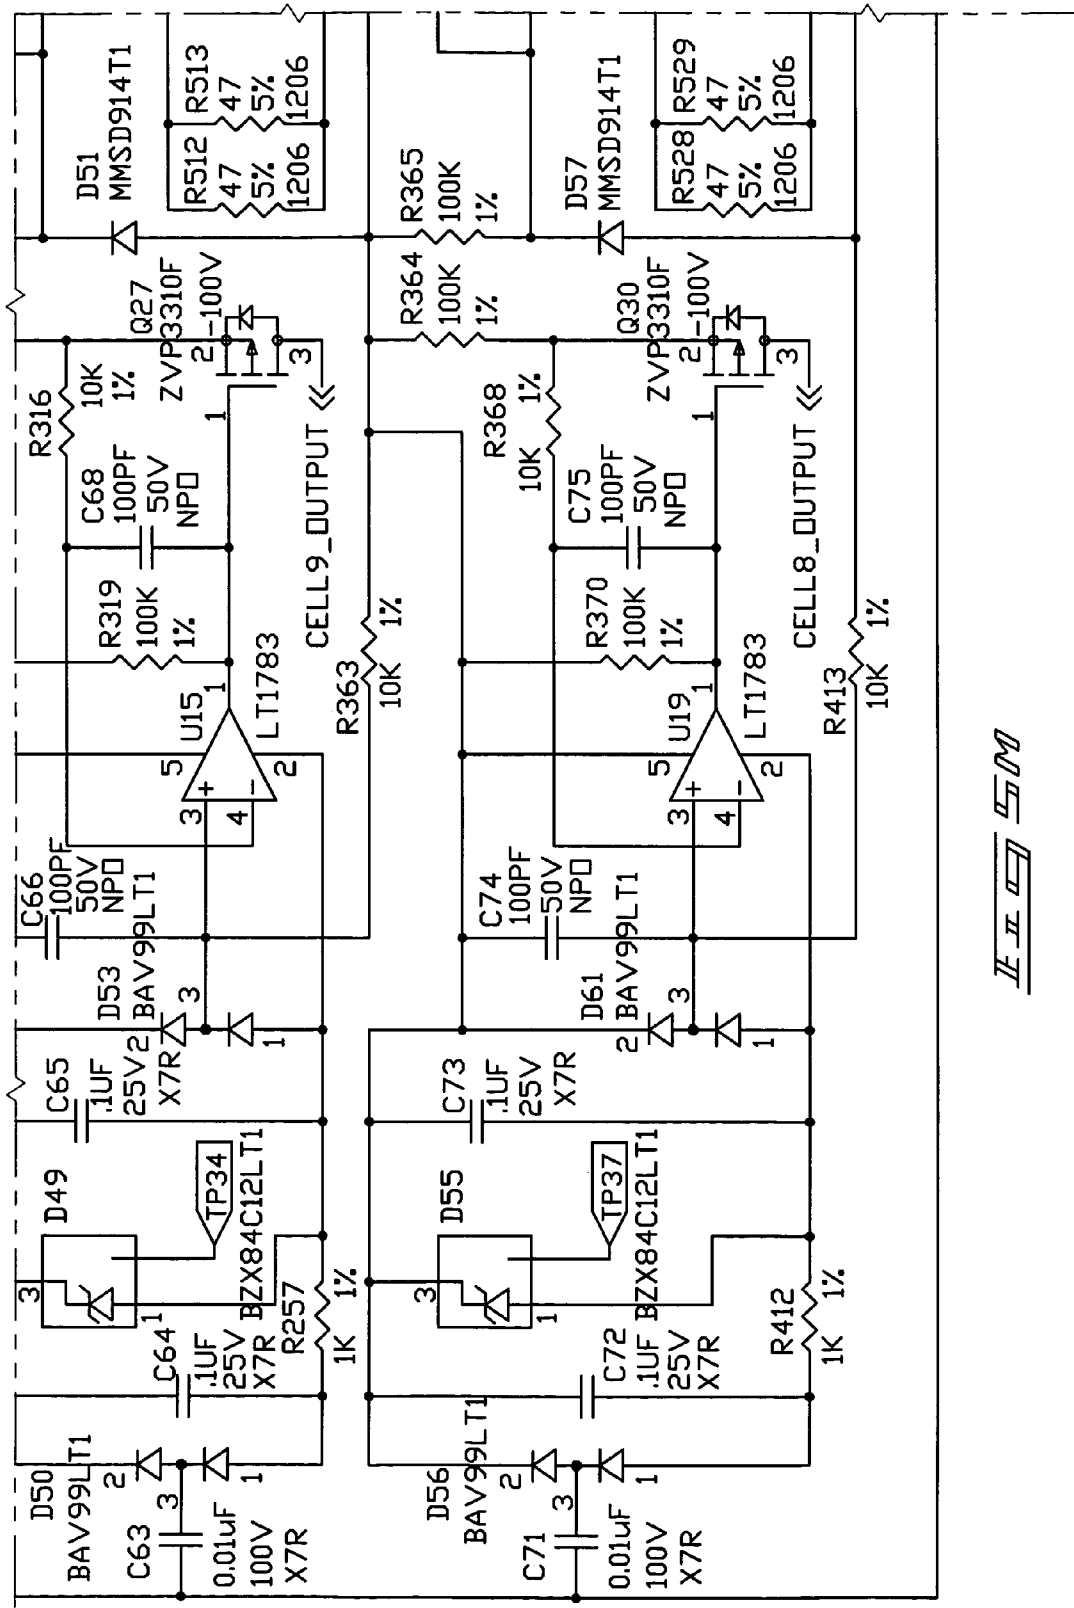 D51
MMSD914T1
R513
47
5%
1206
R512
47
5%
1206
R316
10K
1%
Q27
ZVP3310F
-100V
2
3
1
C68
100PF
50V
NPO
CELL9_OUTPUT
R319
100K
1%
U15
LT1783
1
5
2
3
+
4
-
R363
10K
1%
C66
100PF
50V
NPO
D53
BAV99LT1
3
2
1
C65
.1UF
25V
X7R
D49
BZX84C12LT1
3
1
TP34
R257
1K
1%
C64
.1UF
25V
X7R
D50
BAV99LT1
2
3
1
C63
0.01uF
100V
X7R
R365
100K
1%
R364
100K
1%
D57
MMSD914T1
R529
47
5%
1206
R528
47
5%
1206
R368
10K
1%
Q30
ZVP3310F
-100V
2
3
1
C75
100PF
50V
NPO
CELL8_OUTPUT
R370
100K
1%
U19
LT1783
1
5
2
3
+
4
-
R413
10K
1%
C74
100PF
50V
NPO
D61
BAV99LT1
3
2
1
C73
.1UF
25V
X7R
D55
BZX84C12LT1
3
1
TP37
R412
1K
1%
C72
.1UF
25V
X7R
D56
BAV99LT1
2
3
1
C71
0.01uF
100V
X7R